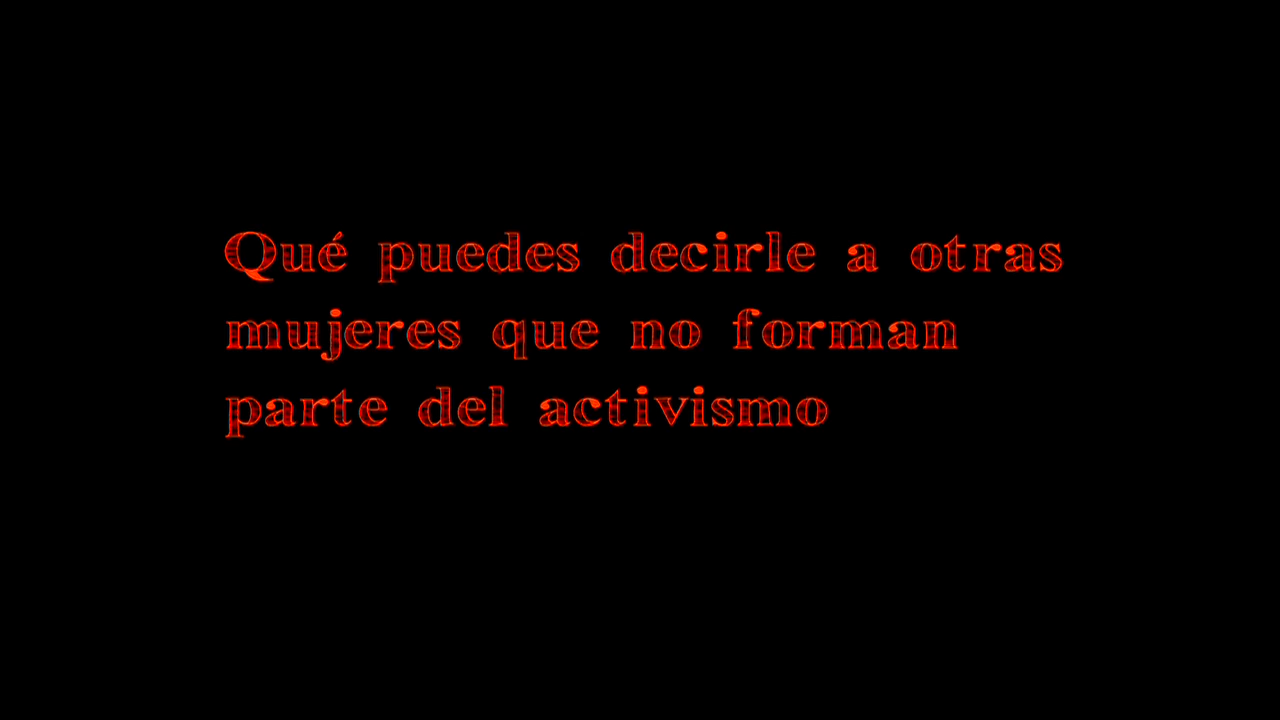 Qué puedes decirle a otras
mujeres que no forman
parte del activismo